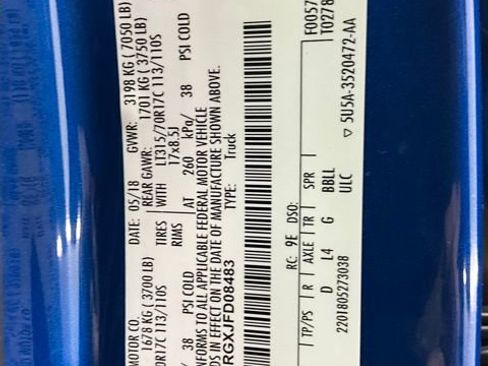 MOTOR CO. DATE: 05/18 GVWR: 3198 KG ( 7050 LB)
1678 KG ( 3700 LB) REAR GAWR: 1701 KG ( 3750 LB)
0R17C 113/110S TIRES WITH LT315/70R17C 113/110S
RIMS 17x8.5J
/ 38 PSI COLD AT 260 kPa/ 38 PSI COLD
NFORMS TO ALL APPLICABLE FEDERAL MOTOR VEHICLE
DS IN EFFECT ON THE DATE OF MANUFACTURE SHOWN ABOVE.
RGXJFD08483 TYPE: Truck
F0057
T0278
RC: 9E DSO:
TP/PS R AXLE TR SPR
D L4 G BBLL
ULC
2201805273038
▽ 5U5A-3520472-AA